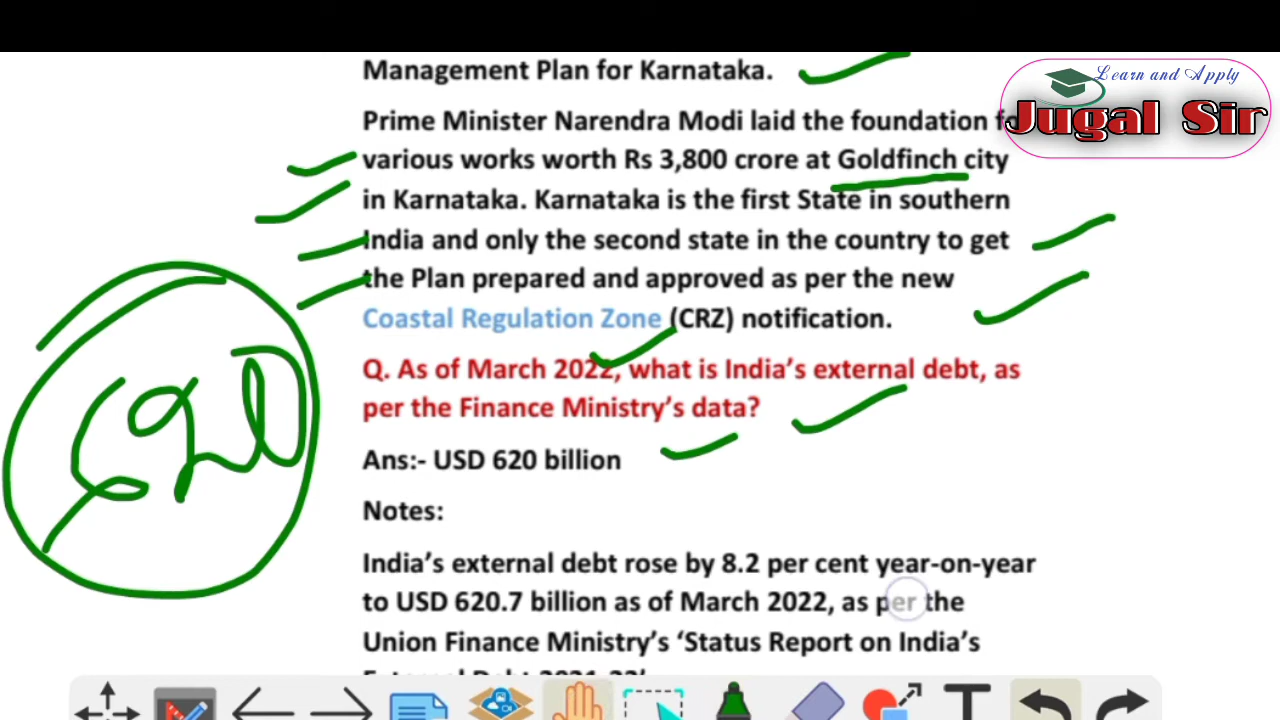 Management Plan for Karnataka.
Learn and Apply
Jugal Sir
Prime Minister Narendra Modi laid the foundation
various works worth Rs 3,800 crore at Goldfinch city
in Karnataka. Karnataka is the first State in southern
India and only the second state in the country to get
the Plan prepared and approved as per the new
Coastal Regulation Zone (CRZ) notification.
Q. As of March 2022, what is India's external debt, as
per the Finance Ministry's data?
Ans:- USD 620 billion
Notes:
India's external debt rose by 8.2 per cent year-on-year
to USD 620.7 billion as of March 2022, as per the
Union Finance Ministry's 'Status Report on India's